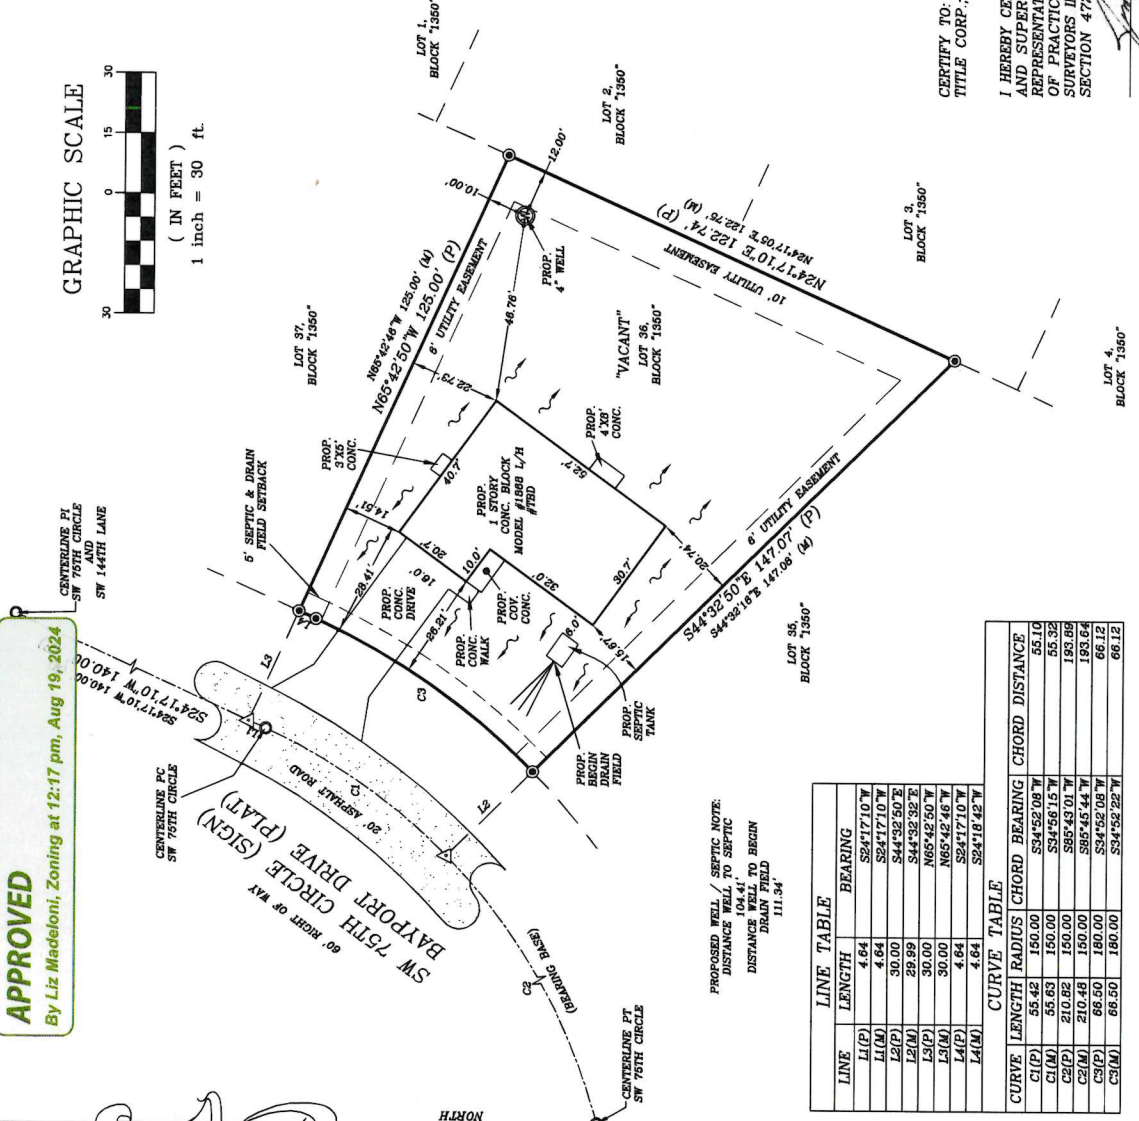 APPROVED
By Liz Madeloni, Zoning at 12:17 pm, Aug 19, 2024
GRAPHIC SCALE
30
0
15
30
( IN FEET )
1 inch = 30 ft.
CERTIFY TO:
TITLE CORP.;
I HEREBY CE
AND SUPER
REPRESENTAT
OF PRACTIC
SURVEYORS I
SECTION 472
LOT 1,
BLOCK "1350"
LOT 2,
BLOCK "1350"
LOT 3,
BLOCK "1350"
LOT 4,
BLOCK "1350"
LOT 37,
BLOCK "1350"
LOT 35,
BLOCK "1350"
"VACANT"
LOT 36,
BLOCK "1350"
CENTERLINE PI
SW 75TH CIRCLE
AND
SW 144TH LANE
5' SEPTIC & DRAIN
FIELD SETBACK
N65°42'46"W 125.00' (M)
N65°42'50"W 125.00' (P)
6' UTILITY EASEMENT
10.00'
12.00'
PROP.
4" WELL
46.76'
22.73'
N24°17'10"E 122.74' (P)
N24°17'05"E 122.75' (M)
10' UTILITY EASEMENT
PROP.
3'X5'
CONC.
40.7'
14.51'
PROP.
1 STORY
CONC. BLOCK
MODEL #1868 L/H
#TBD
PROP.
4'X8'
CONC.
52.7'
20.7'
16.0'
10.0'
32.0'
30.7'
20.74'
28.41'
26.21'
PROP.
CONC.
DRIVE
PROP.
CONC.
WALK
PROP.
COV.
CONC.
6.0'
15.67'
PROP.
SEPTIC
TANK
PROP.
BEGIN
DRAIN
FIELD
6' UTILITY EASEMENT
S44°32'50"E 147.07' (P)
S44°32'16"E 147.06' (M)
S24°17'10"W 140.00
S24°17'10"W 140.00
L4
L3
L1
C3
C1
L2
C2
CENTERLINE PC
SW 75TH CIRCLE
20' ASPHALT ROAD
SW 75TH CIRCLE (SIGN)
BAYPORT DRIVE (PLAT)
60' RIGHT OF WAY
(BEARING BASE)
CENTERLINE PT
SW 75TH CIRCLE
NORTH
PROPOSED WELL / SEPTIC NOTE:
DISTANCE WELL TO SEPTIC
104.41'
DISTANCE WELL TO BEGIN
DRAIN FIELD
111.34'
LINE TABLE
LINE LENGTH BEARING
L1(P) 4.64 S24°17'10"W
L1(M) 4.64 S24°17'10"W
L2(P) 30.00 S44°32'50"E
L2(M) 29.99 S44°32'32"E
L3(P) 30.00 N65°42'50"W
L3(M) 30.00 N65°42'46"W
L4(P) 4.64 S24°17'10"W
L4(M) 4.64 S24°18'42"W
CURVE TABLE
CURVE LENGTH RADIUS CHORD BEARING CHORD DISTANCE
C1(P) 55.42 150.00 S34°52'08"W 55.10
C1(M) 55.63 150.00 S34°56'15"W 55.32
C2(P) 210.82 150.00 S85°43'01"W 193.89
C2(M) 210.48 150.00 S85°45'44"W 193.64
C3(P) 66.50 180.00 S34°52'08"W 66.12
C3(M) 66.50 180.00 S34°52'22"W 66.12